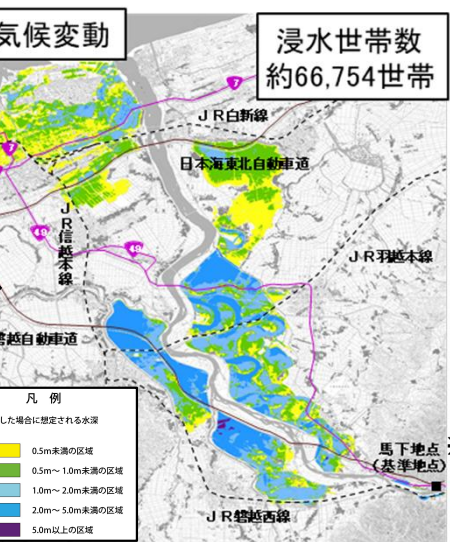 気候変動
浸水世帯数
約66,754世帯
7
JR白新線
7
日本海東北自動車道
49
JR信越本線
49
JR羽越本線
磐越自動車道
凡 例
した場合に想定される水深
0.5m未満の区域
0.5m～1.0m未満の区域
1.0m～2.0m未満の区域
2.0m～5.0m未満の区域
5.0m以上の区域
馬下地点
(基準地点)
JR磐越西線